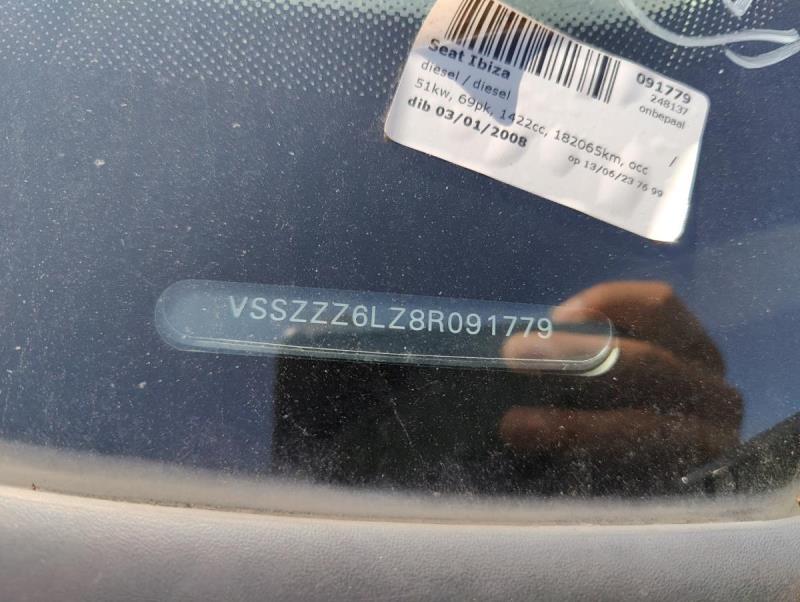 091779
248137
onbepaal
Seat Ibiza
diesel / diesel
51kw, 69pk, 1422cc, 182065km, occ /
dib 03/01/2008
op 13/06/23 76 99
VSSZZZ6LZ8R091779